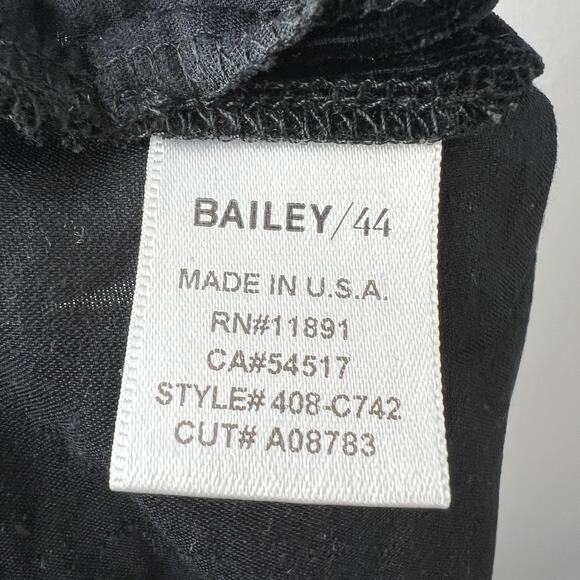 BAILEY/44
MADE IN U.S.A.
RN#11891
CA#54517
STYLE# 408-C742
CUT# A08783